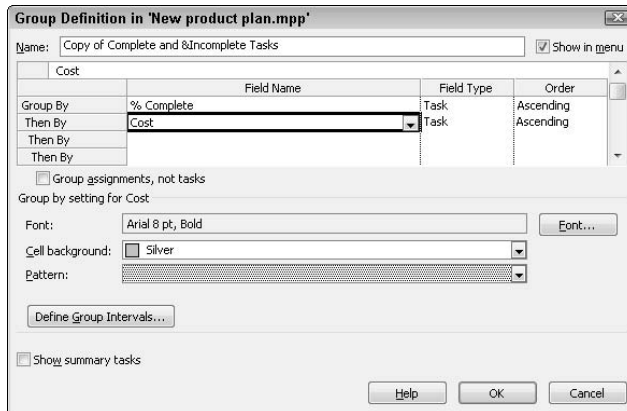 Group Definition in 'New product plan.mpp'
Name: Copy of Complete and &Incomplete Tasks Show in menu
Cost
Field Name Field Type Order
Group By % Complete Task Ascending
Then By Cost Task Ascending
Then By
Then By
Group assignments, not tasks
Group by setting for Cost
Font: Arial 8 pt, Bold Font...
Cell background: Silver
Pattern:
Define Group Intervals...
Show summary tasks
Help OK Cancel